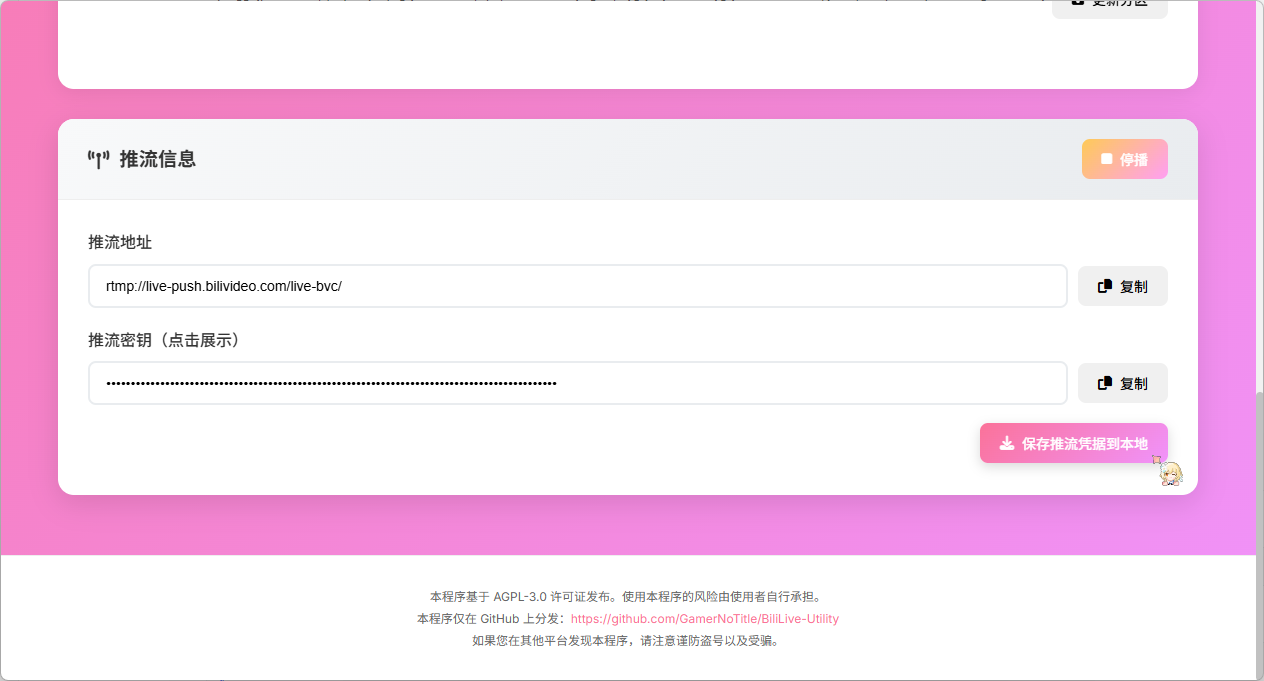 更新分区
推流信息
停播
推流地址
rtmp://live-push.bilivideo.com/live-bvc/
复制
推流密钥（点击展示）
••••••••••••••••••••••••••••••••••••••••••••••••••••••••••••••••••••••••••••••••••••••••••
复制
保存推流凭据到本地
本程序基于 AGPL-3.0 许可证发布。使用本程序的风险由使用者自行承担。
本程序仅在 GitHub 上分发：https://github.com/GamerNoTitle/BiliLive-Utility
如果您在其他平台发现本程序，请注意谨防盗号以及受骗。